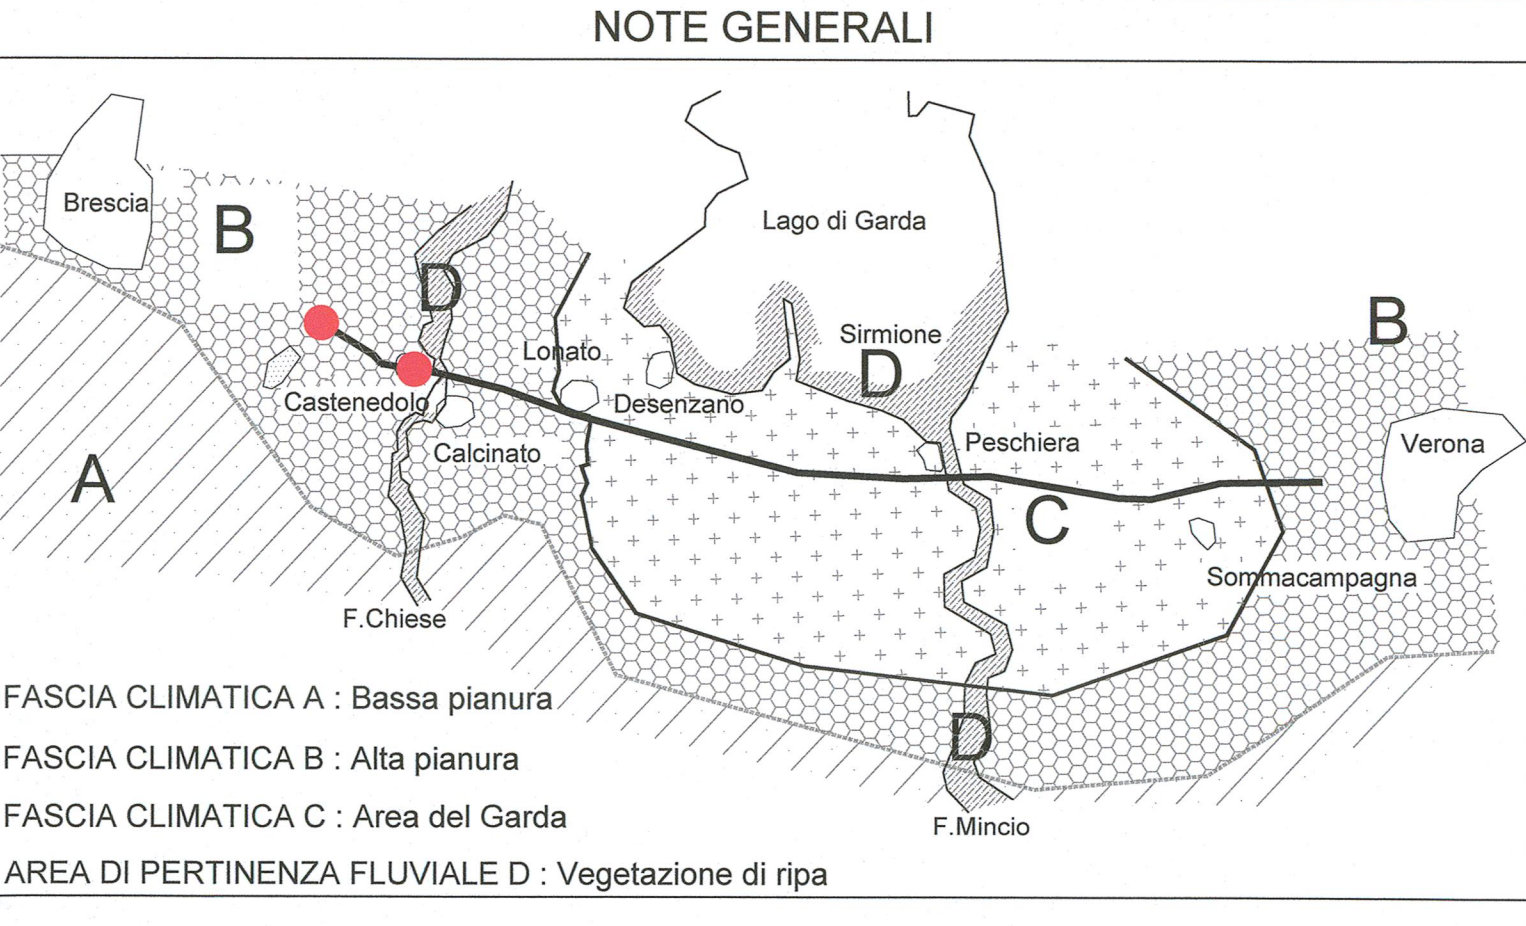 NOTE GENERALI
Brescia
B
Lago di Garda
D
B
Sirmione
Lonato
D
Castenedolo
Desenzano
Peschiera
Verona
Calcinato
A
C
Sommacampagna
F.Chiese
FASCIA CLIMATICA A : Bassa pianura
D
FASCIA CLIMATICA B : Alta pianura
FASCIA CLIMATICA C : Area del Garda
F.Mincio
AREA DI PERTINENZA FLUVIALE D : Vegetazione di ripa